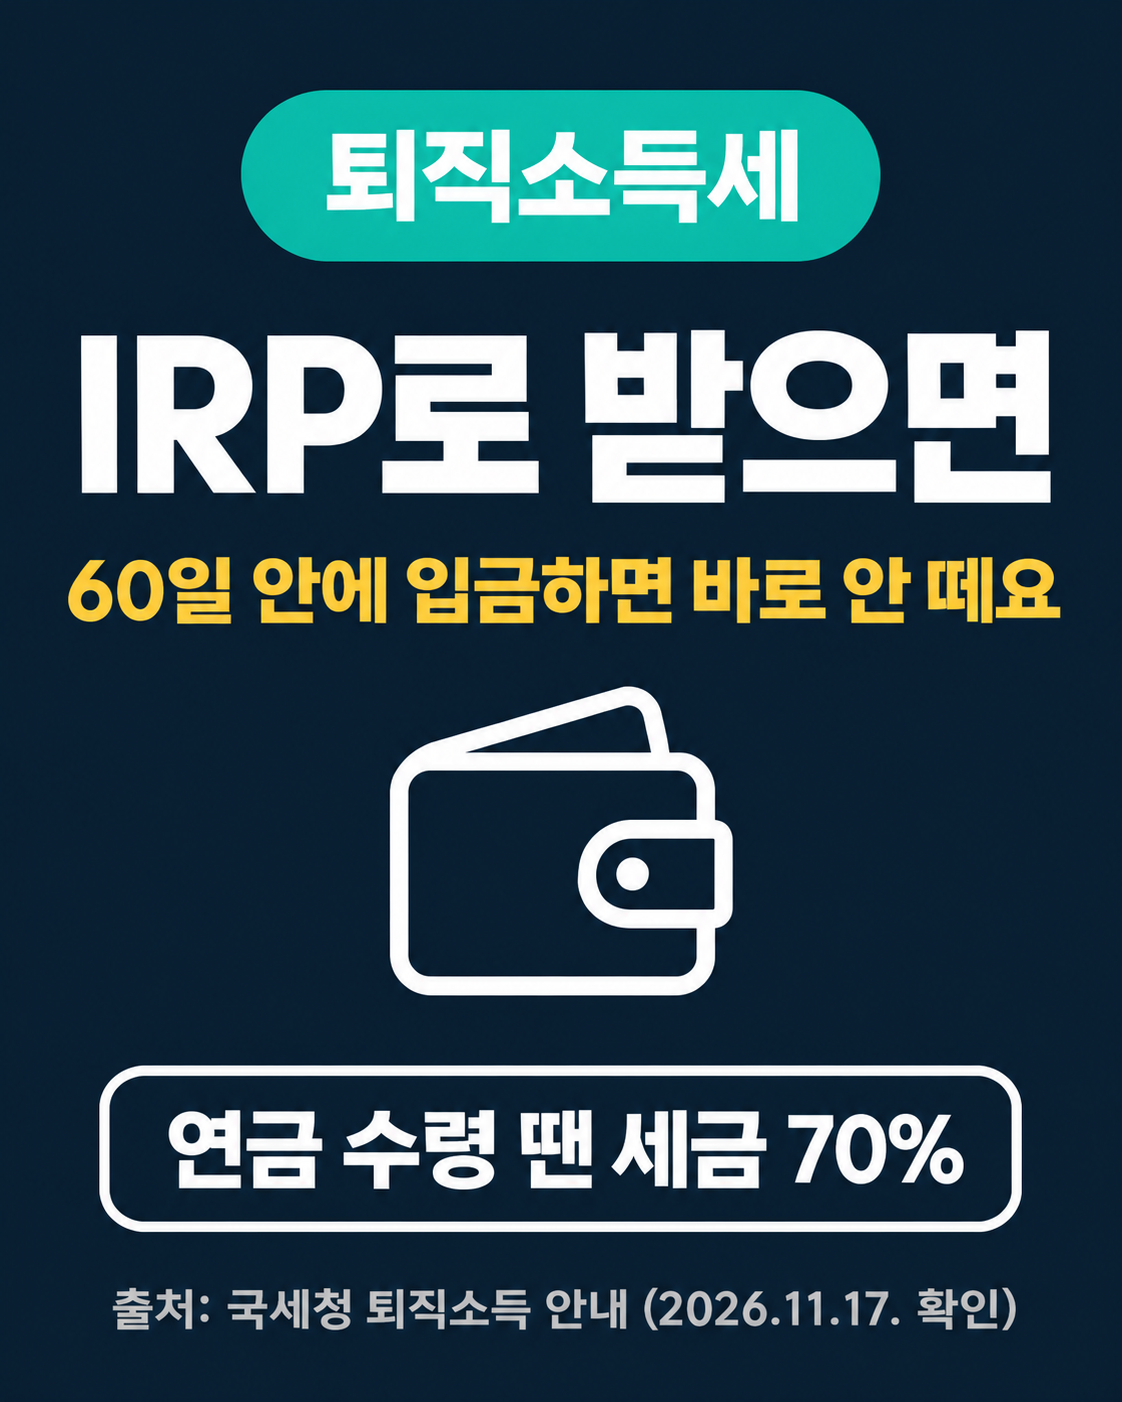 퇴직소득세
IRP로 받으면
60일 안에 입금하면 바로 안 떼요
연금 수령 땐 세금 70%
출처: 국세청 퇴직소득 안내 (2026.11.17. 확인)